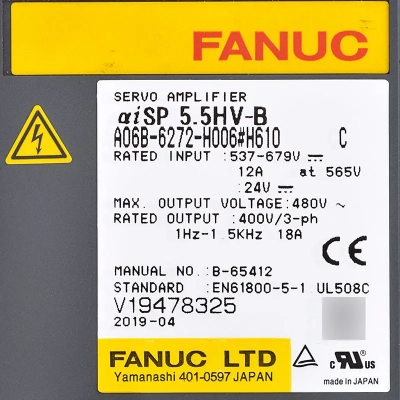 FANUC
SERVO AMPLIFIER
αiSP 5.5HV-B
A06B-6272-H006#H610 C
RATED INPUT :537-679V ⎓
12A at 565V
:24V ⎓
MAX. OUTPUT VOLTAGE:480V ~
RATED OUTPUT :400V/3-ph
1Hz-1.5KHz 18A
CE
MANUAL NO. :B-65412
STANDARD :EN61800-5-1 UL508C
V19478325
2019-04
FANUC LTD
Yamanashi 401-0597 JAPAN
c RU us
made in JAPAN